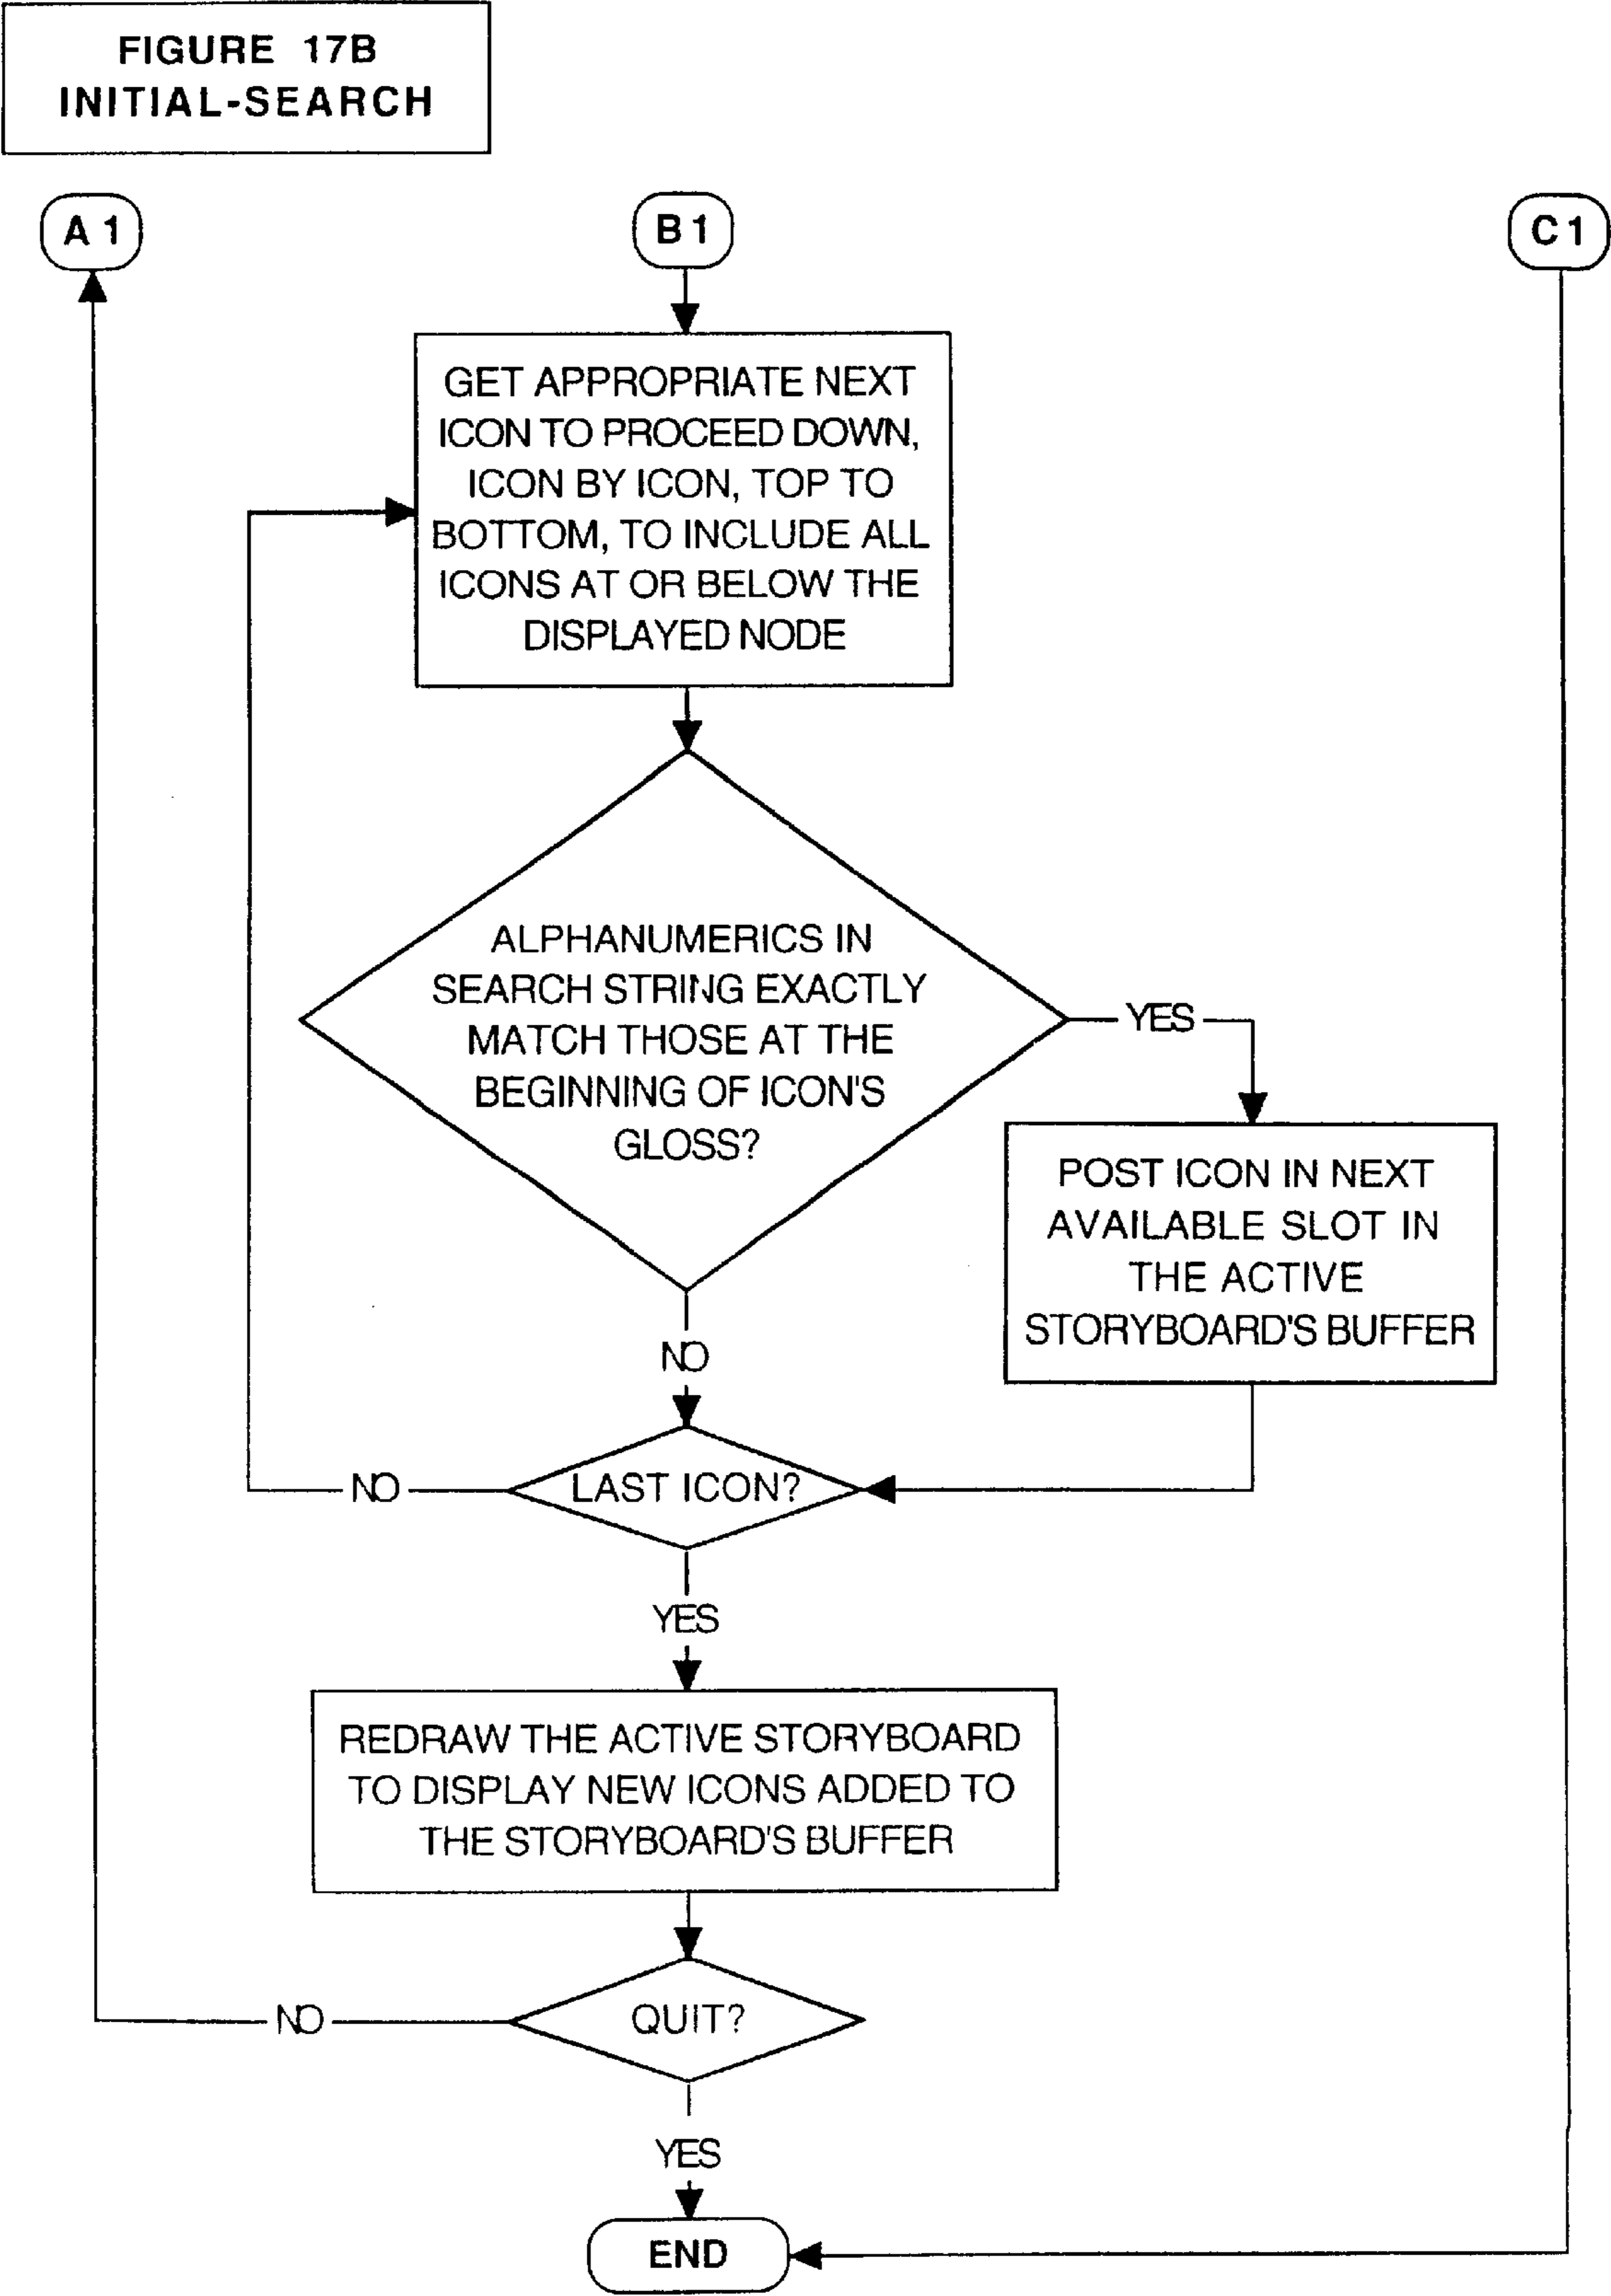 FIGURE 17B
INITIAL-SEARCH
A1
B1
C1
GET APPROPRIATE NEXT
ICON TO PROCEED DOWN,
ICON BY ICON, TOP TO
BOTTOM, TO INCLUDE ALL
ICONS AT OR BELOW THE
DISPLAYED NODE
ALPHANUMERICS IN
SEARCH STRING EXACTLY
MATCH THOSE AT THE
BEGINNING OF ICON'S
GLOSS?
YES
POST ICON IN NEXT
AVAILABLE SLOT IN
THE ACTIVE
STORYBOARD'S BUFFER
NO
LAST ICON?
NO
YES
REDRAW THE ACTIVE STORYBOARD
TO DISPLAY NEW ICONS ADDED TO
THE STORYBOARD'S BUFFER
QUIT?
NO
YES
END